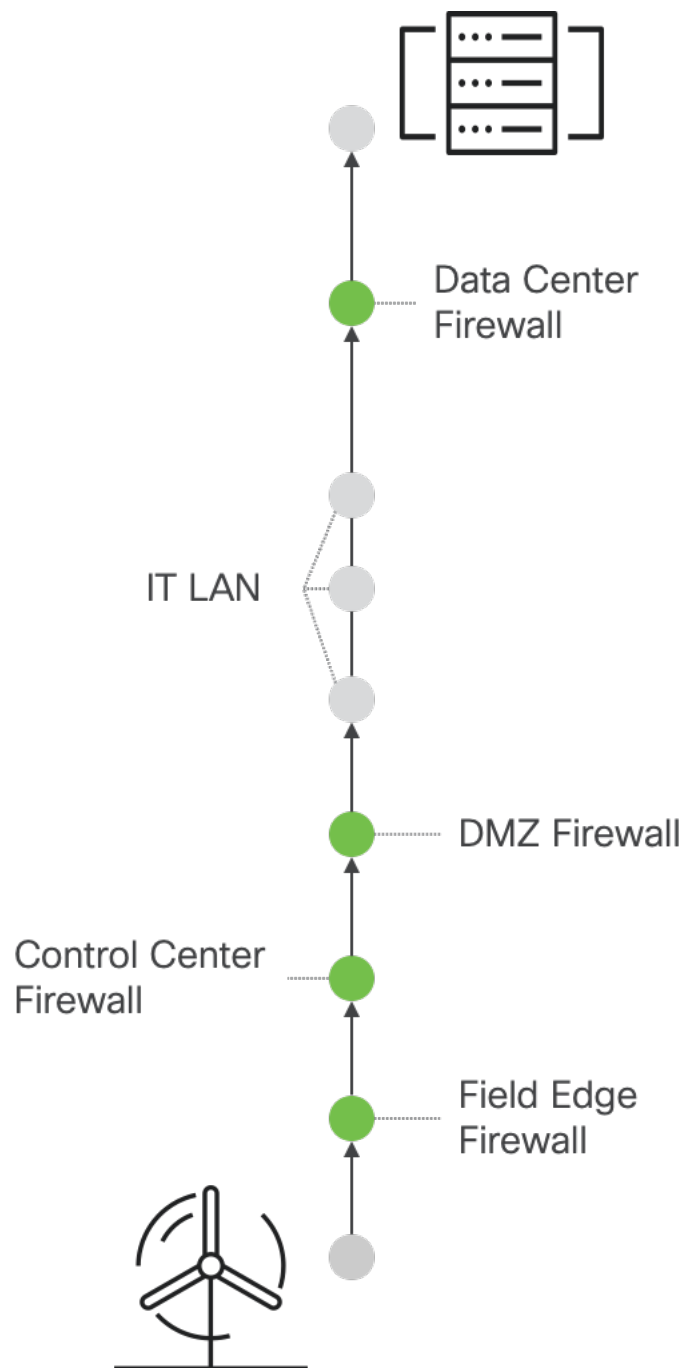 Data Center
Firewall
IT LAN
DMZ Firewall
Control Center
Firewall
Field Edge
Firewall